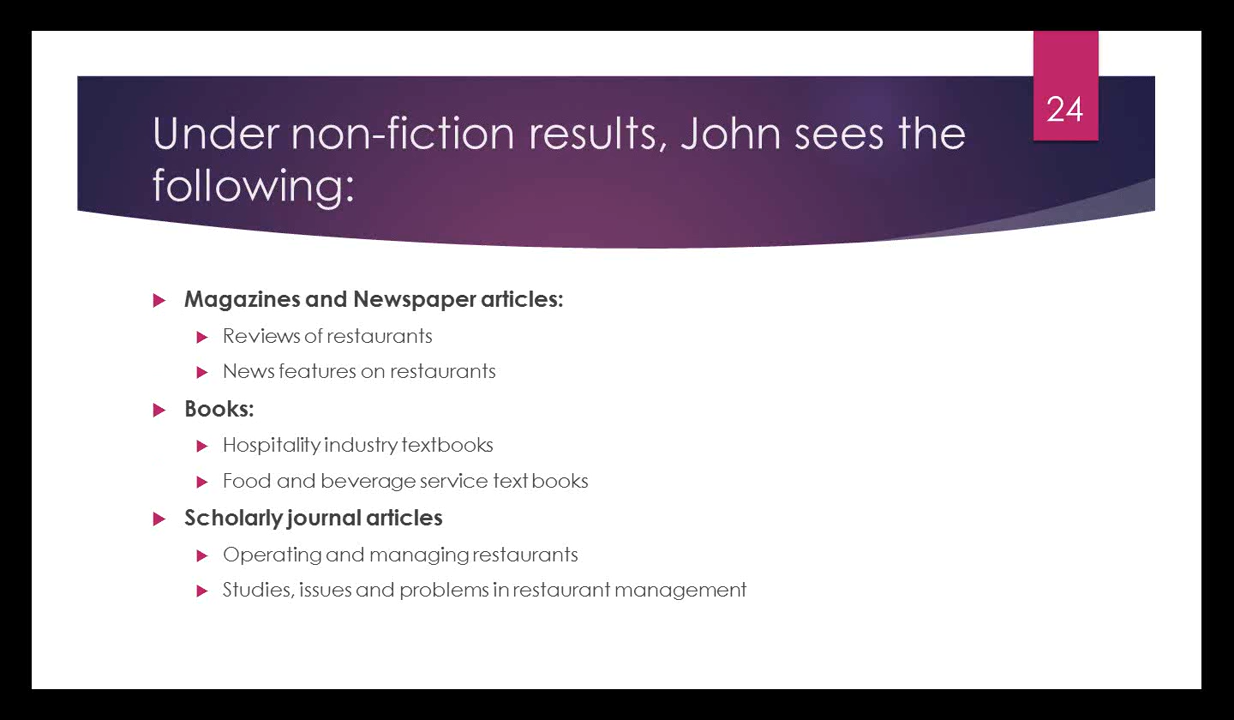 24
Under non-fiction results, John sees the
following:
Magazines and Newspaper articles:
Reviews of restaurants
News features on restaurants
Books:
Hospitality industry textbooks
Food and beverage service text books
Scholarly journal articles
Operating and managing restaurants
Studies, issues and problems in restaurant management